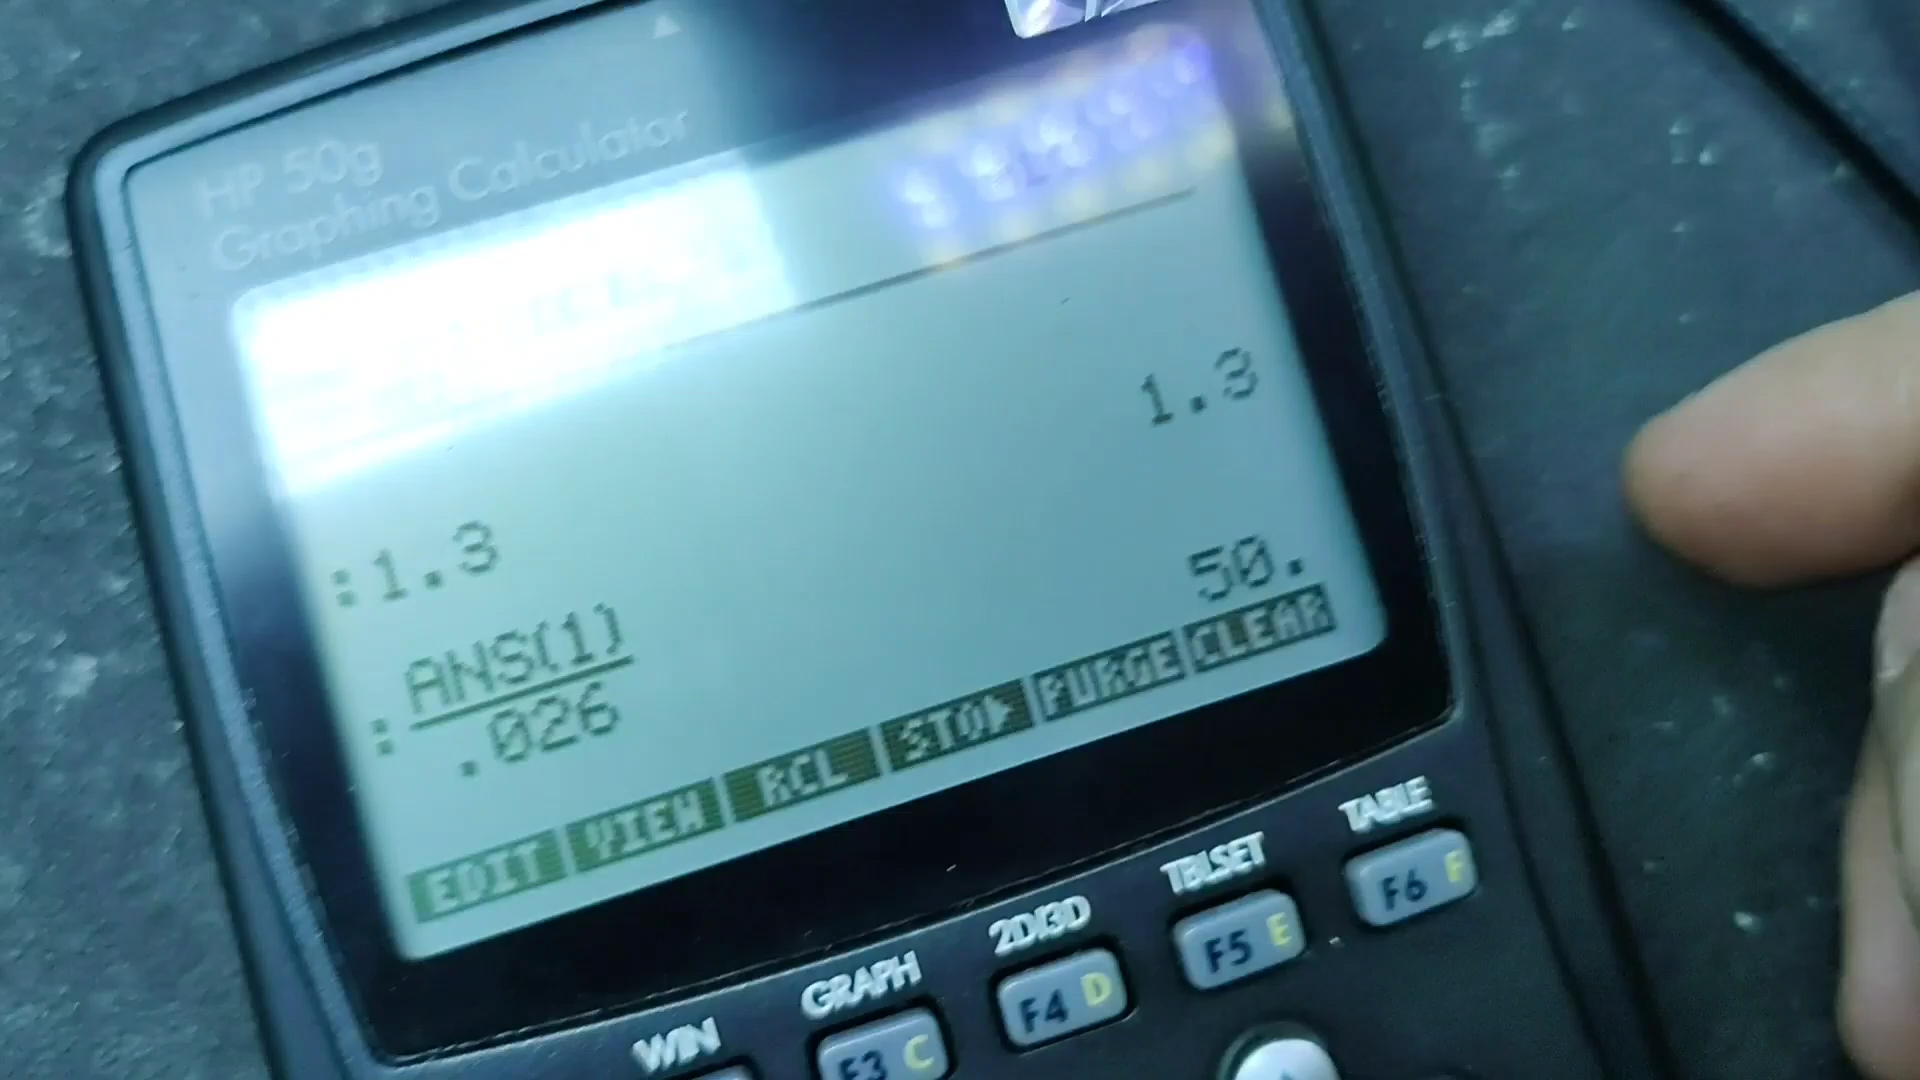 HP 50g
Graphing Calculator
1.3
:1.3
50.
ANS(1)
:
.026
EDIT VIEW RCL STO▶ PURGE CLEAR
WIN GRAPH 2D/3D TBLSET TABLE
F3 C F4 D F5 E F6 F